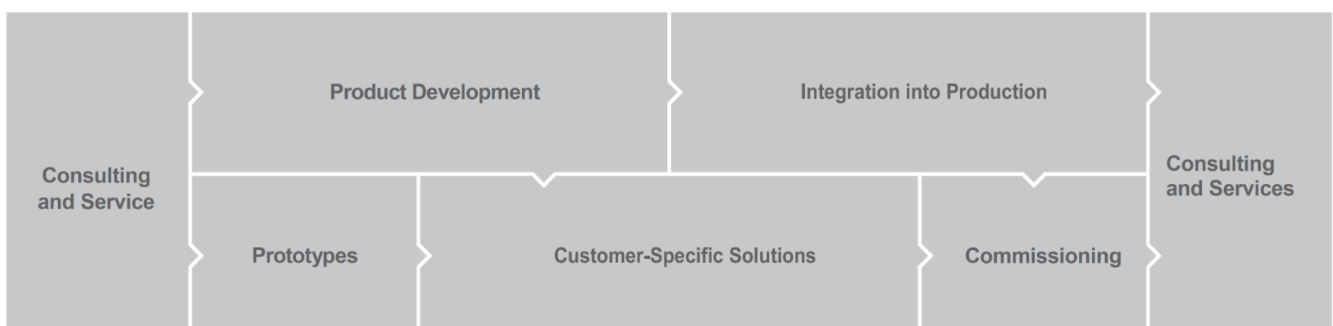 Consulting
and Service
Product Development
Integration into Production
Prototypes
Customer-Specific Solutions
Commissioning
Consulting
and Services